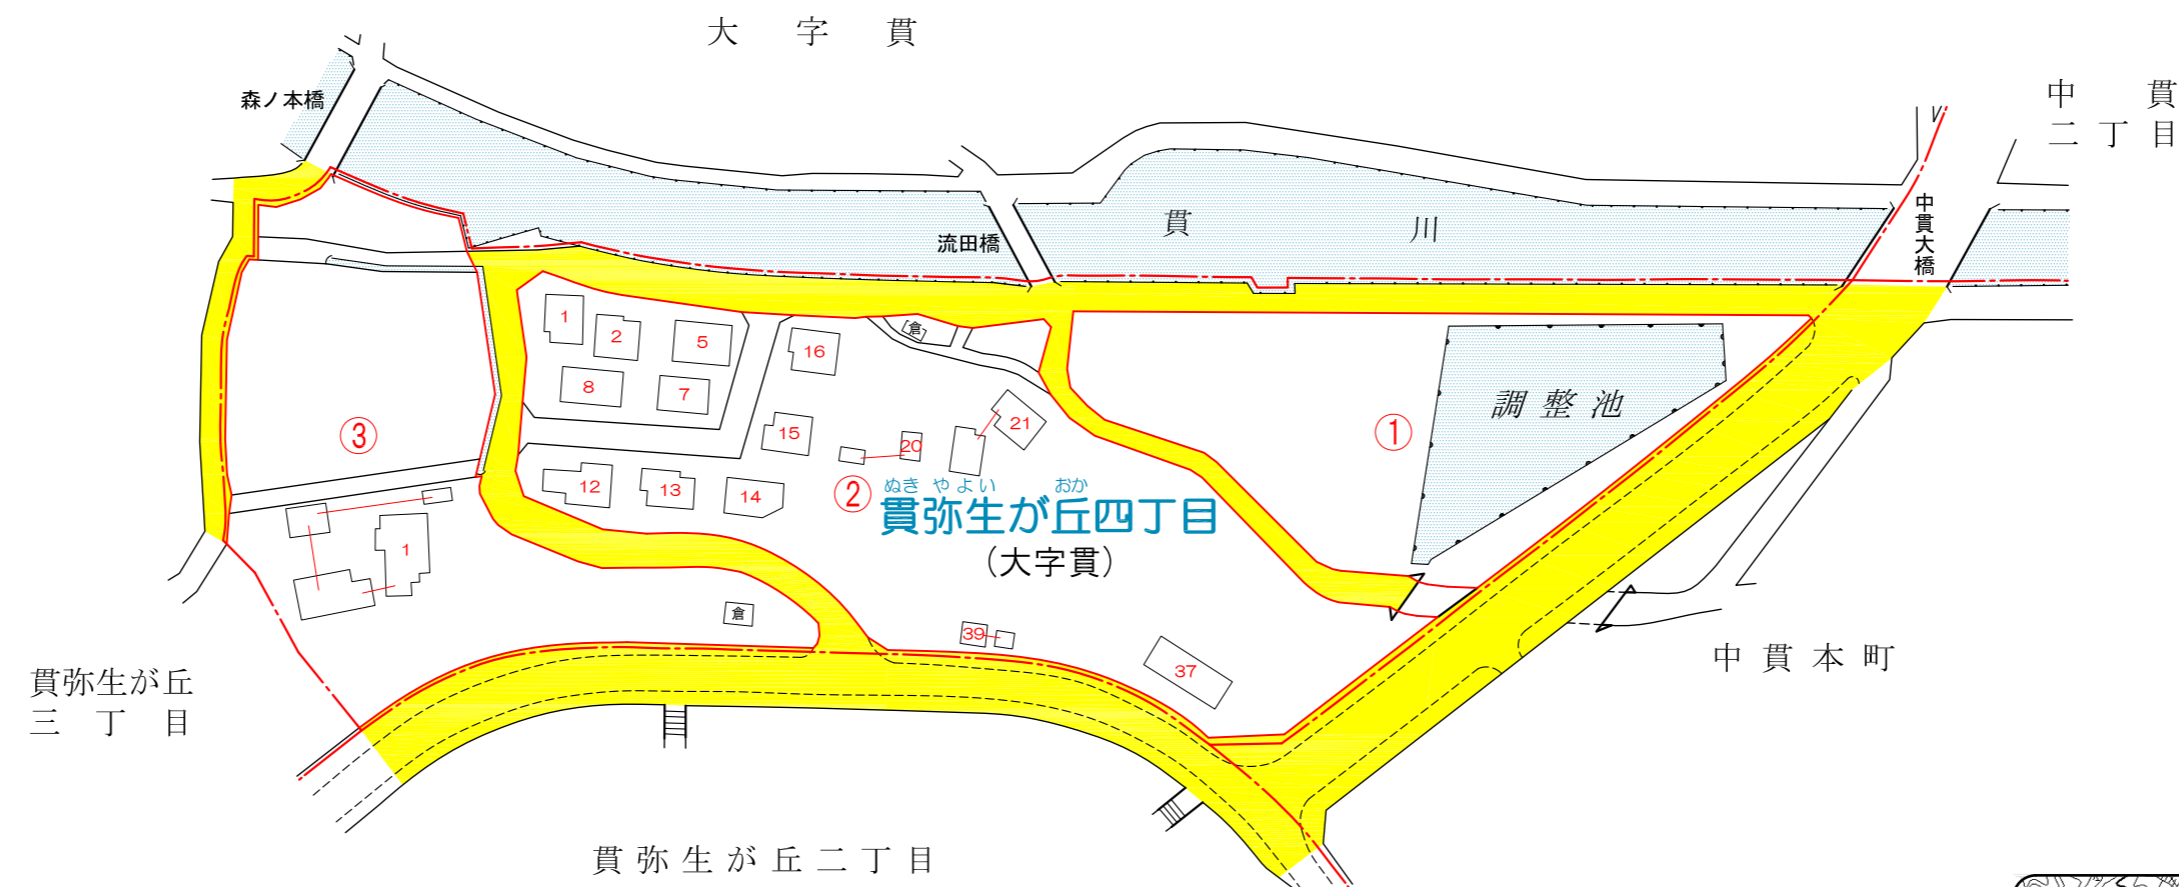 大字貫
中貫
二丁目
森ノ本橋
貫川
流田橋
中貫大橋
1
2
5
8
7
16
倉
15
20
21
調整池
①
③
12
13
14
②
ぬきやよいおか
貫弥生が丘四丁目
(大字貫)
1
倉
39
37
中貫本町
貫弥生が丘
三丁目
貫弥生が丘二丁目